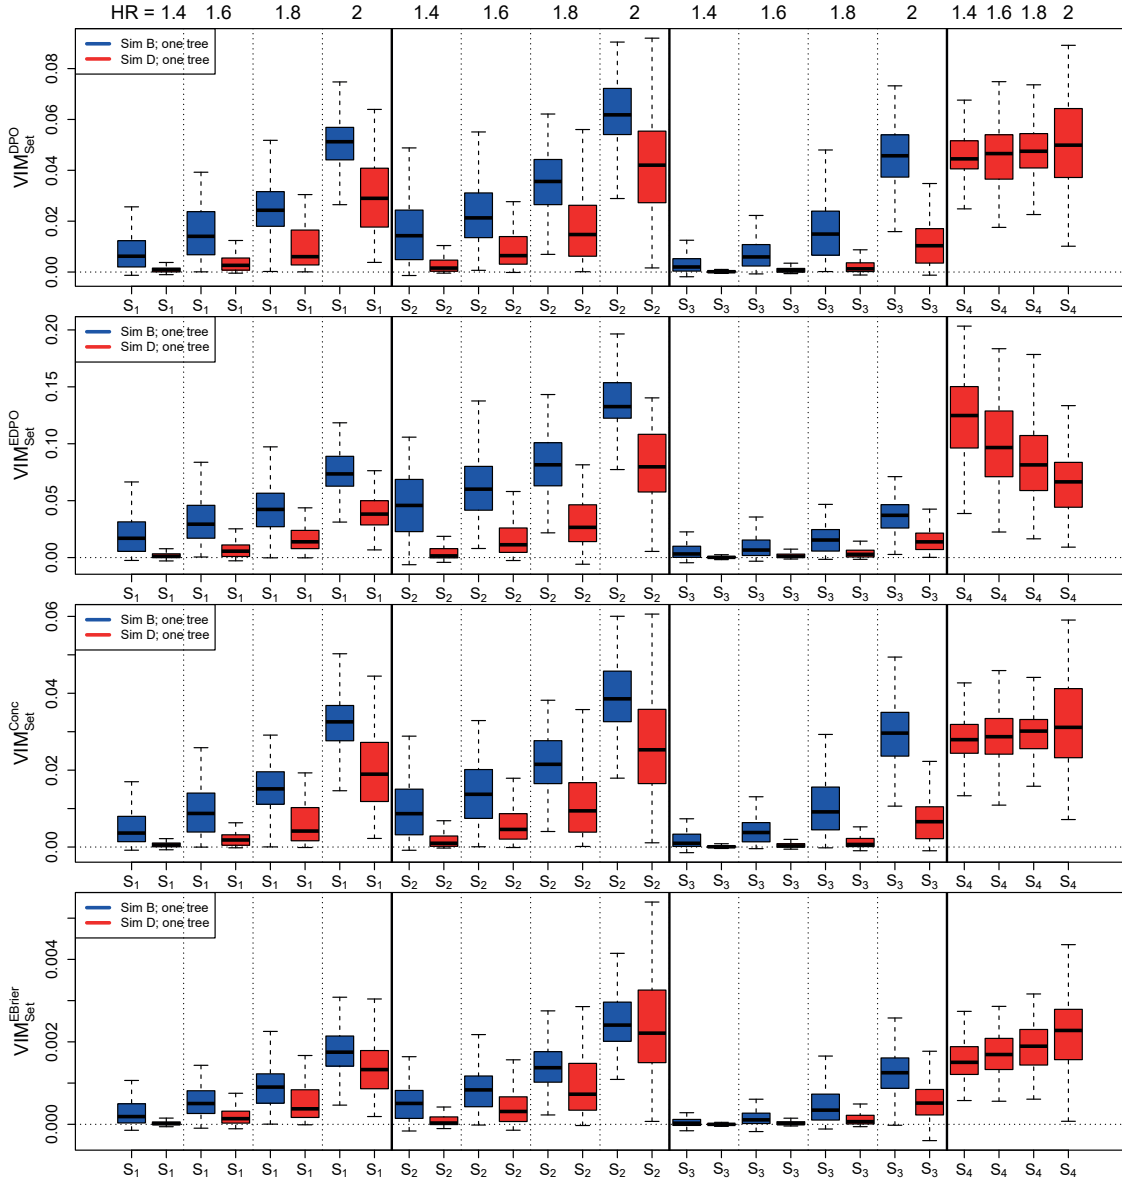 HR = 1.4 1.6 1.8 2 1.4 1.6 1.8 2 1.4 1.6 1.8 2 1.4 1.6 1.8 2
VIM^DPO_Set
0.00 0.02 0.04 0.06 0.08
Sim B; one tree
Sim D; one tree
S₁ S₁ S₁ S₁ S₁ S₁ S₁ S₁ S₂ S₂ S₂ S₂ S₂ S₂ S₂ S₂ S₃ S₃ S₃ S₃ S₃ S₃ S₃ S₃ S₄ S₄ S₄ S₄
VIM^EDPO_Set
0.00 0.05 0.10 0.15 0.20
Sim B; one tree
Sim D; one tree
S₁ S₁ S₁ S₁ S₁ S₁ S₁ S₁ S₂ S₂ S₂ S₂ S₂ S₂ S₂ S₂ S₃ S₃ S₃ S₃ S₃ S₃ S₃ S₃ S₄ S₄ S₄ S₄
VIM^Conc_Set
0.00 0.02 0.04 0.06
Sim B; one tree
Sim D; one tree
S₁ S₁ S₁ S₁ S₁ S₁ S₁ S₁ S₂ S₂ S₂ S₂ S₂ S₂ S₂ S₂ S₃ S₃ S₃ S₃ S₃ S₃ S₃ S₃ S₄ S₄ S₄ S₄
VIM^EBrier_Set
0.000 0.002 0.004
Sim B; one tree
Sim D; one tree
S₁ S₁ S₁ S₁ S₁ S₁ S₁ S₁ S₂ S₂ S₂ S₂ S₂ S₂ S₂ S₂ S₃ S₃ S₃ S₃ S₃ S₃ S₃ S₃ S₄ S₄ S₄ S₄